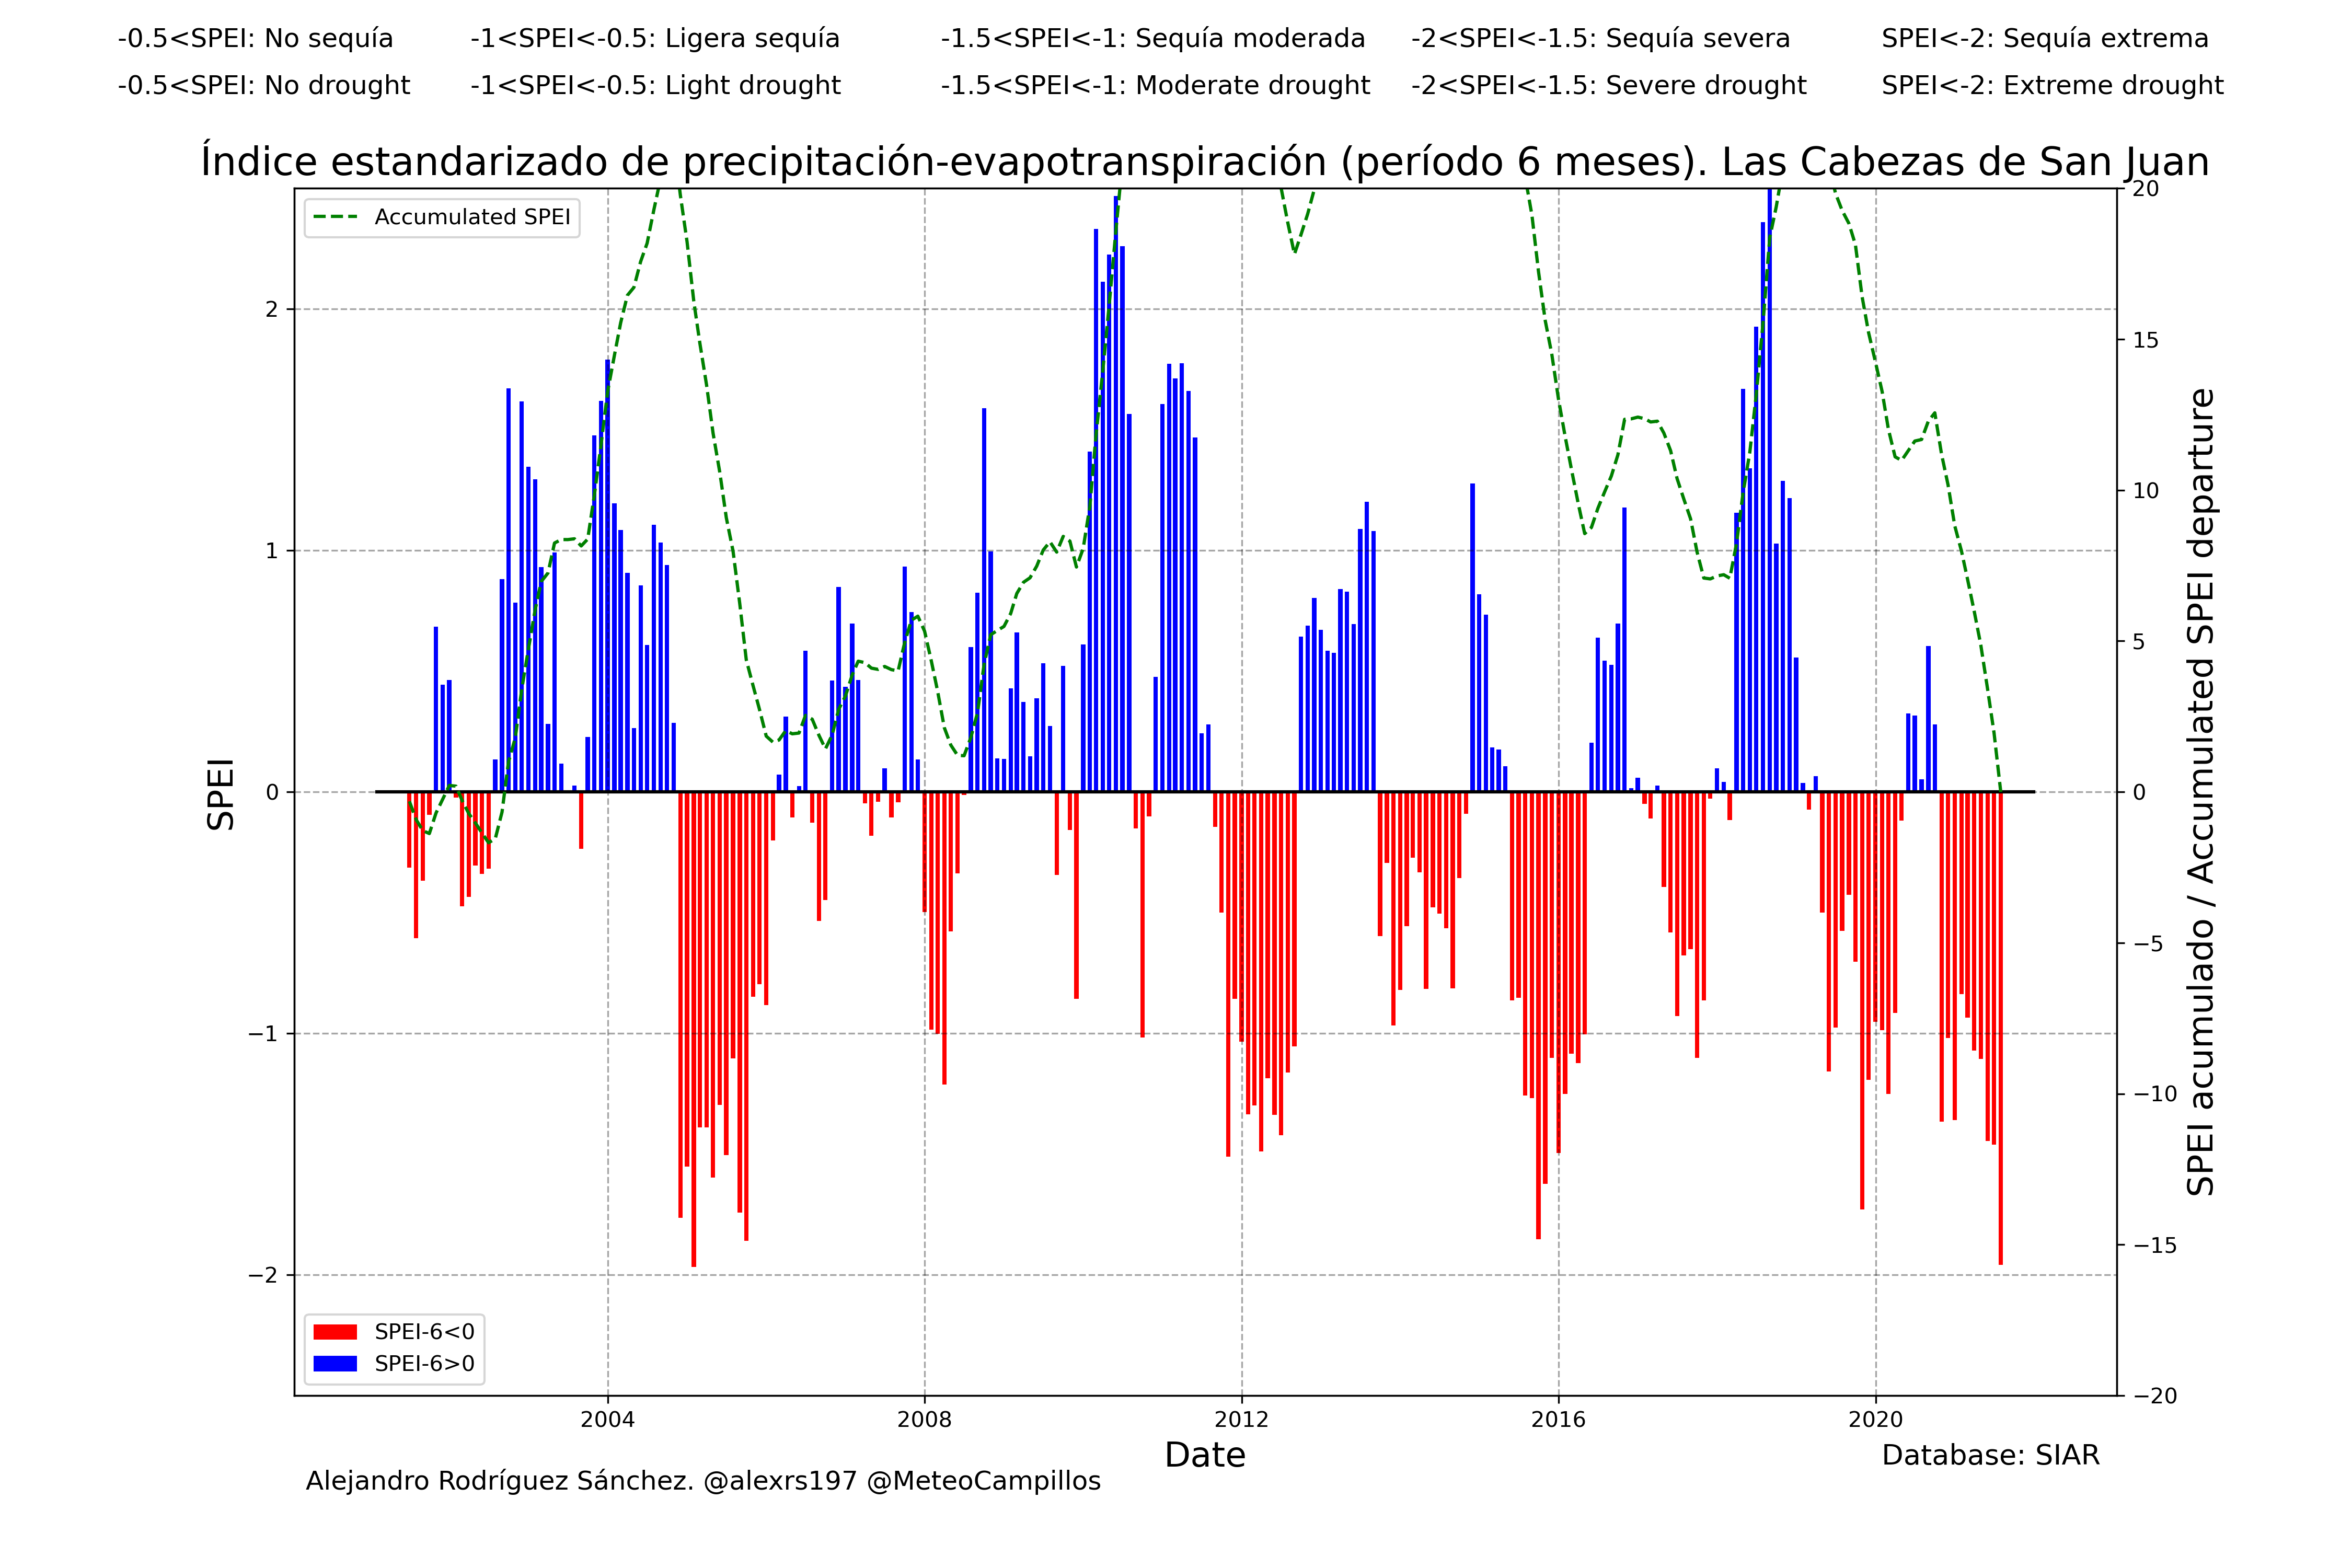 -0.5<SPEI: No sequía -1<SPEI<-0.5: Ligera sequía -1.5<SPEI<-1: Sequía moderada -2<SPEI<-1.5: Sequía severa SPEI<-2: Sequía extrema
-0.5<SPEI: No drought -1<SPEI<-0.5: Light drought -1.5<SPEI<-1: Moderate drought -2<SPEI<-1.5: Severe drought SPEI<-2: Extreme drought
Índice estandarizado de precipitación-evapotranspiración (período 6 meses). Las Cabezas de San Juan
Accumulated SPEI
SPEI
2
1
0
−1
−2
20
15
10
5
0
−5
−10
−15
−20
SPEI acumulado / Accumulated SPEI departure
SPEI-6<0
SPEI-6>0
2004 2008 2012 2016 2020
Date
Database: SIAR
Alejandro Rodríguez Sánchez. @alexrs197 @MeteoCampillos